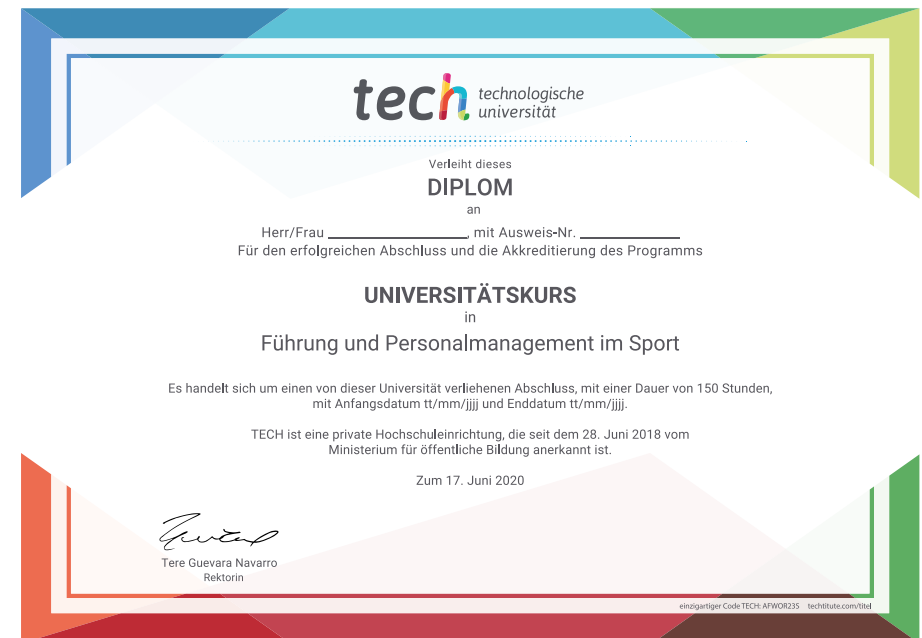 tech technologische
universität
Verleiht dieses
DIPLOM
an
Herr/Frau ____________________, mit Ausweis-Nr. ______________
Für den erfolgreichen Abschluss und die Akkreditierung des Programms
UNIVERSITÄTSKURS
in
Führung und Personalmanagement im Sport
Es handelt sich um einen von dieser Universität verliehenen Abschluss, mit einer Dauer von 150 Stunden,
mit Anfangsdatum tt/mm/jjjj und Enddatum tt/mm/jjjj.
TECH ist eine private Hochschuleinrichtung, die seit dem 28. Juni 2018 vom
Ministerium für öffentliche Bildung anerkannt ist.
Zum 17. Juni 2020
Tere Guevara Navarro
Rektorin
einzigartiger Code TECH: AFWOR23S techtitute.com/titel